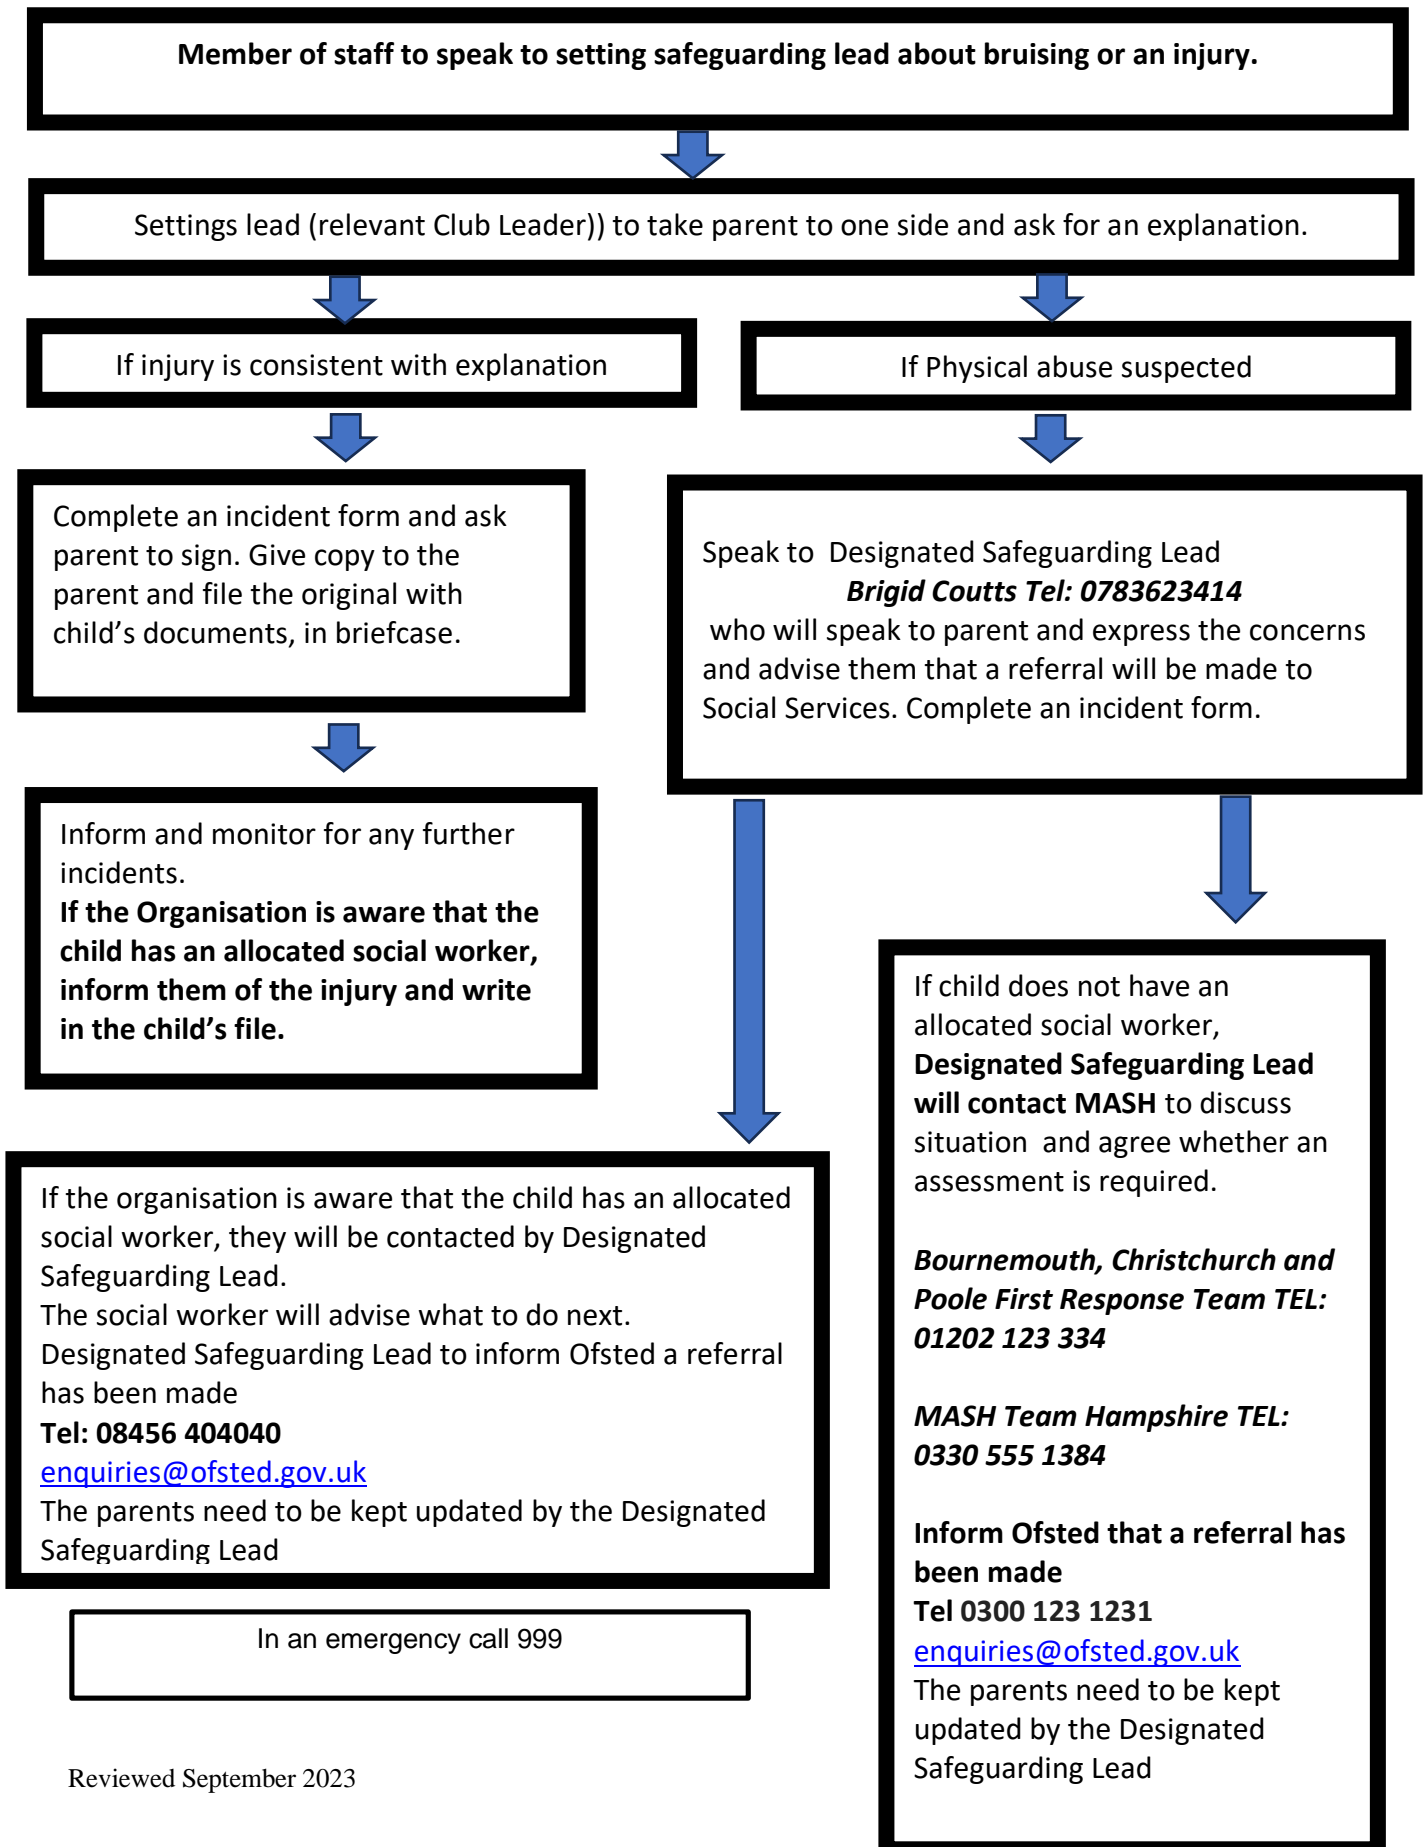 Member of staff to speak to setting safeguarding lead about bruising or an injury.
Settings lead (relevant Club Leader)) to take parent to one side and ask for an explanation.
If injury is consistent with explanation
If Physical abuse suspected
Complete an incident form and ask
parent to sign. Give copy to the
parent and file the original with
child’s documents, in briefcase.
Speak to  Designated Safeguarding Lead
Brigid Coutts Tel: 0783623414
who will speak to parent and express the concerns
and advise them that a referral will be made to
Social Services. Complete an incident form.
Inform and monitor for any further
incidents.
If the Organisation is aware that the
child has an allocated social worker,
inform them of the injury and write
in the child’s file.
If the organisation is aware that the child has an allocated
social worker, they will be contacted by Designated
Safeguarding Lead.
The social worker will advise what to do next.
Designated Safeguarding Lead to inform Ofsted a referral
has been made
Tel: 08456 404040
enquiries@ofsted.gov.uk
The parents need to be kept updated by the Designated
Safeguarding Lead
If child does not have an
allocated social worker,
Designated Safeguarding Lead
will contact MASH to discuss
situation  and agree whether an
assessment is required.
Bournemouth, Christchurch and
Poole First Response Team TEL:
01202 123 334
MASH Team Hampshire TEL:
0330 555 1384
Inform Ofsted that a referral has
been made
Tel 0300 123 1231
enquiries@ofsted.gov.uk
The parents need to be kept
updated by the Designated
Safeguarding Lead
In an emergency call 999
Reviewed September 2023